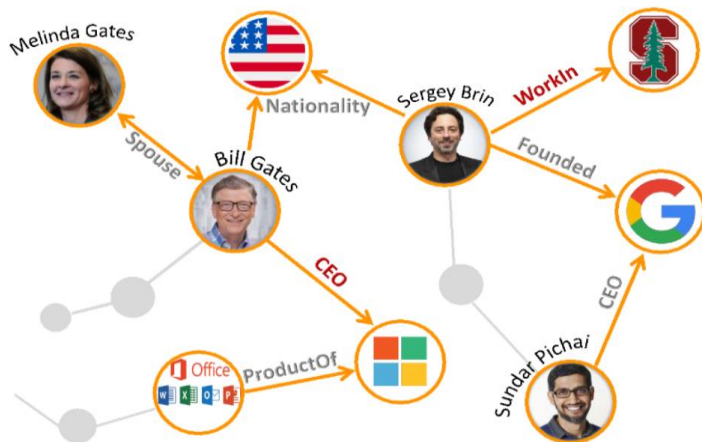 Melinda Gates
Sergey Brin
WorkIn
S
Nationality
Spouse
Founded
Bill Gates
G
CEO
CEO
Office
ProductOf
W X O P
Sundar Pichai